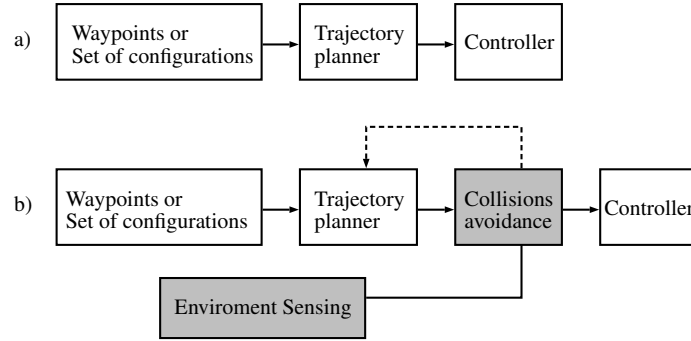 a)
Waypoints or
Set of configurations
Trajectory
planner
Controller
b)
Waypoints or
Set of configurations
Trajectory
planner
Collisions
avoidance
Controller
Enviroment Sensing